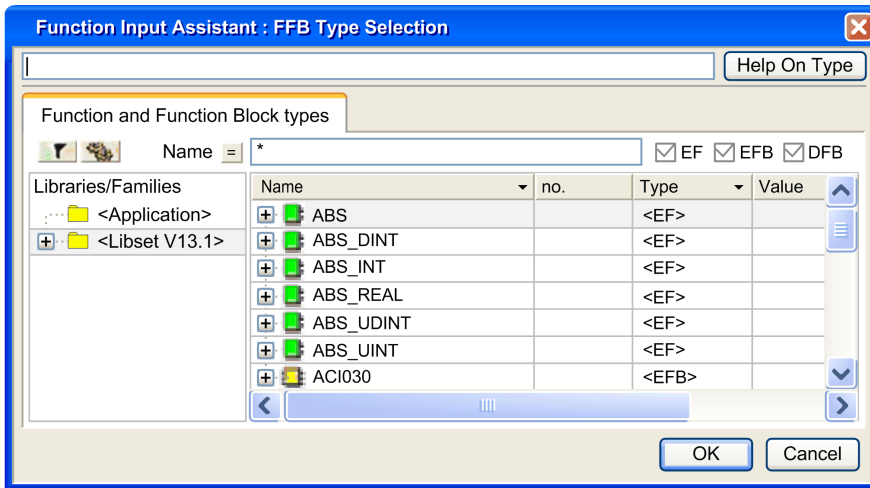 Function Input Assistant : FFB Type Selection
Help On Type
Function and Function Block types
Name = * EF EFB DFB
Libraries/Families Name no. Type Value
<Application> ABS <EF>
<Libset V13.1> ABS_DINT <EF>
ABS_INT <EF>
ABS_REAL <EF>
ABS_UDINT <EF>
ABS_UINT <EF>
ACI030 <EFB>
OK Cancel